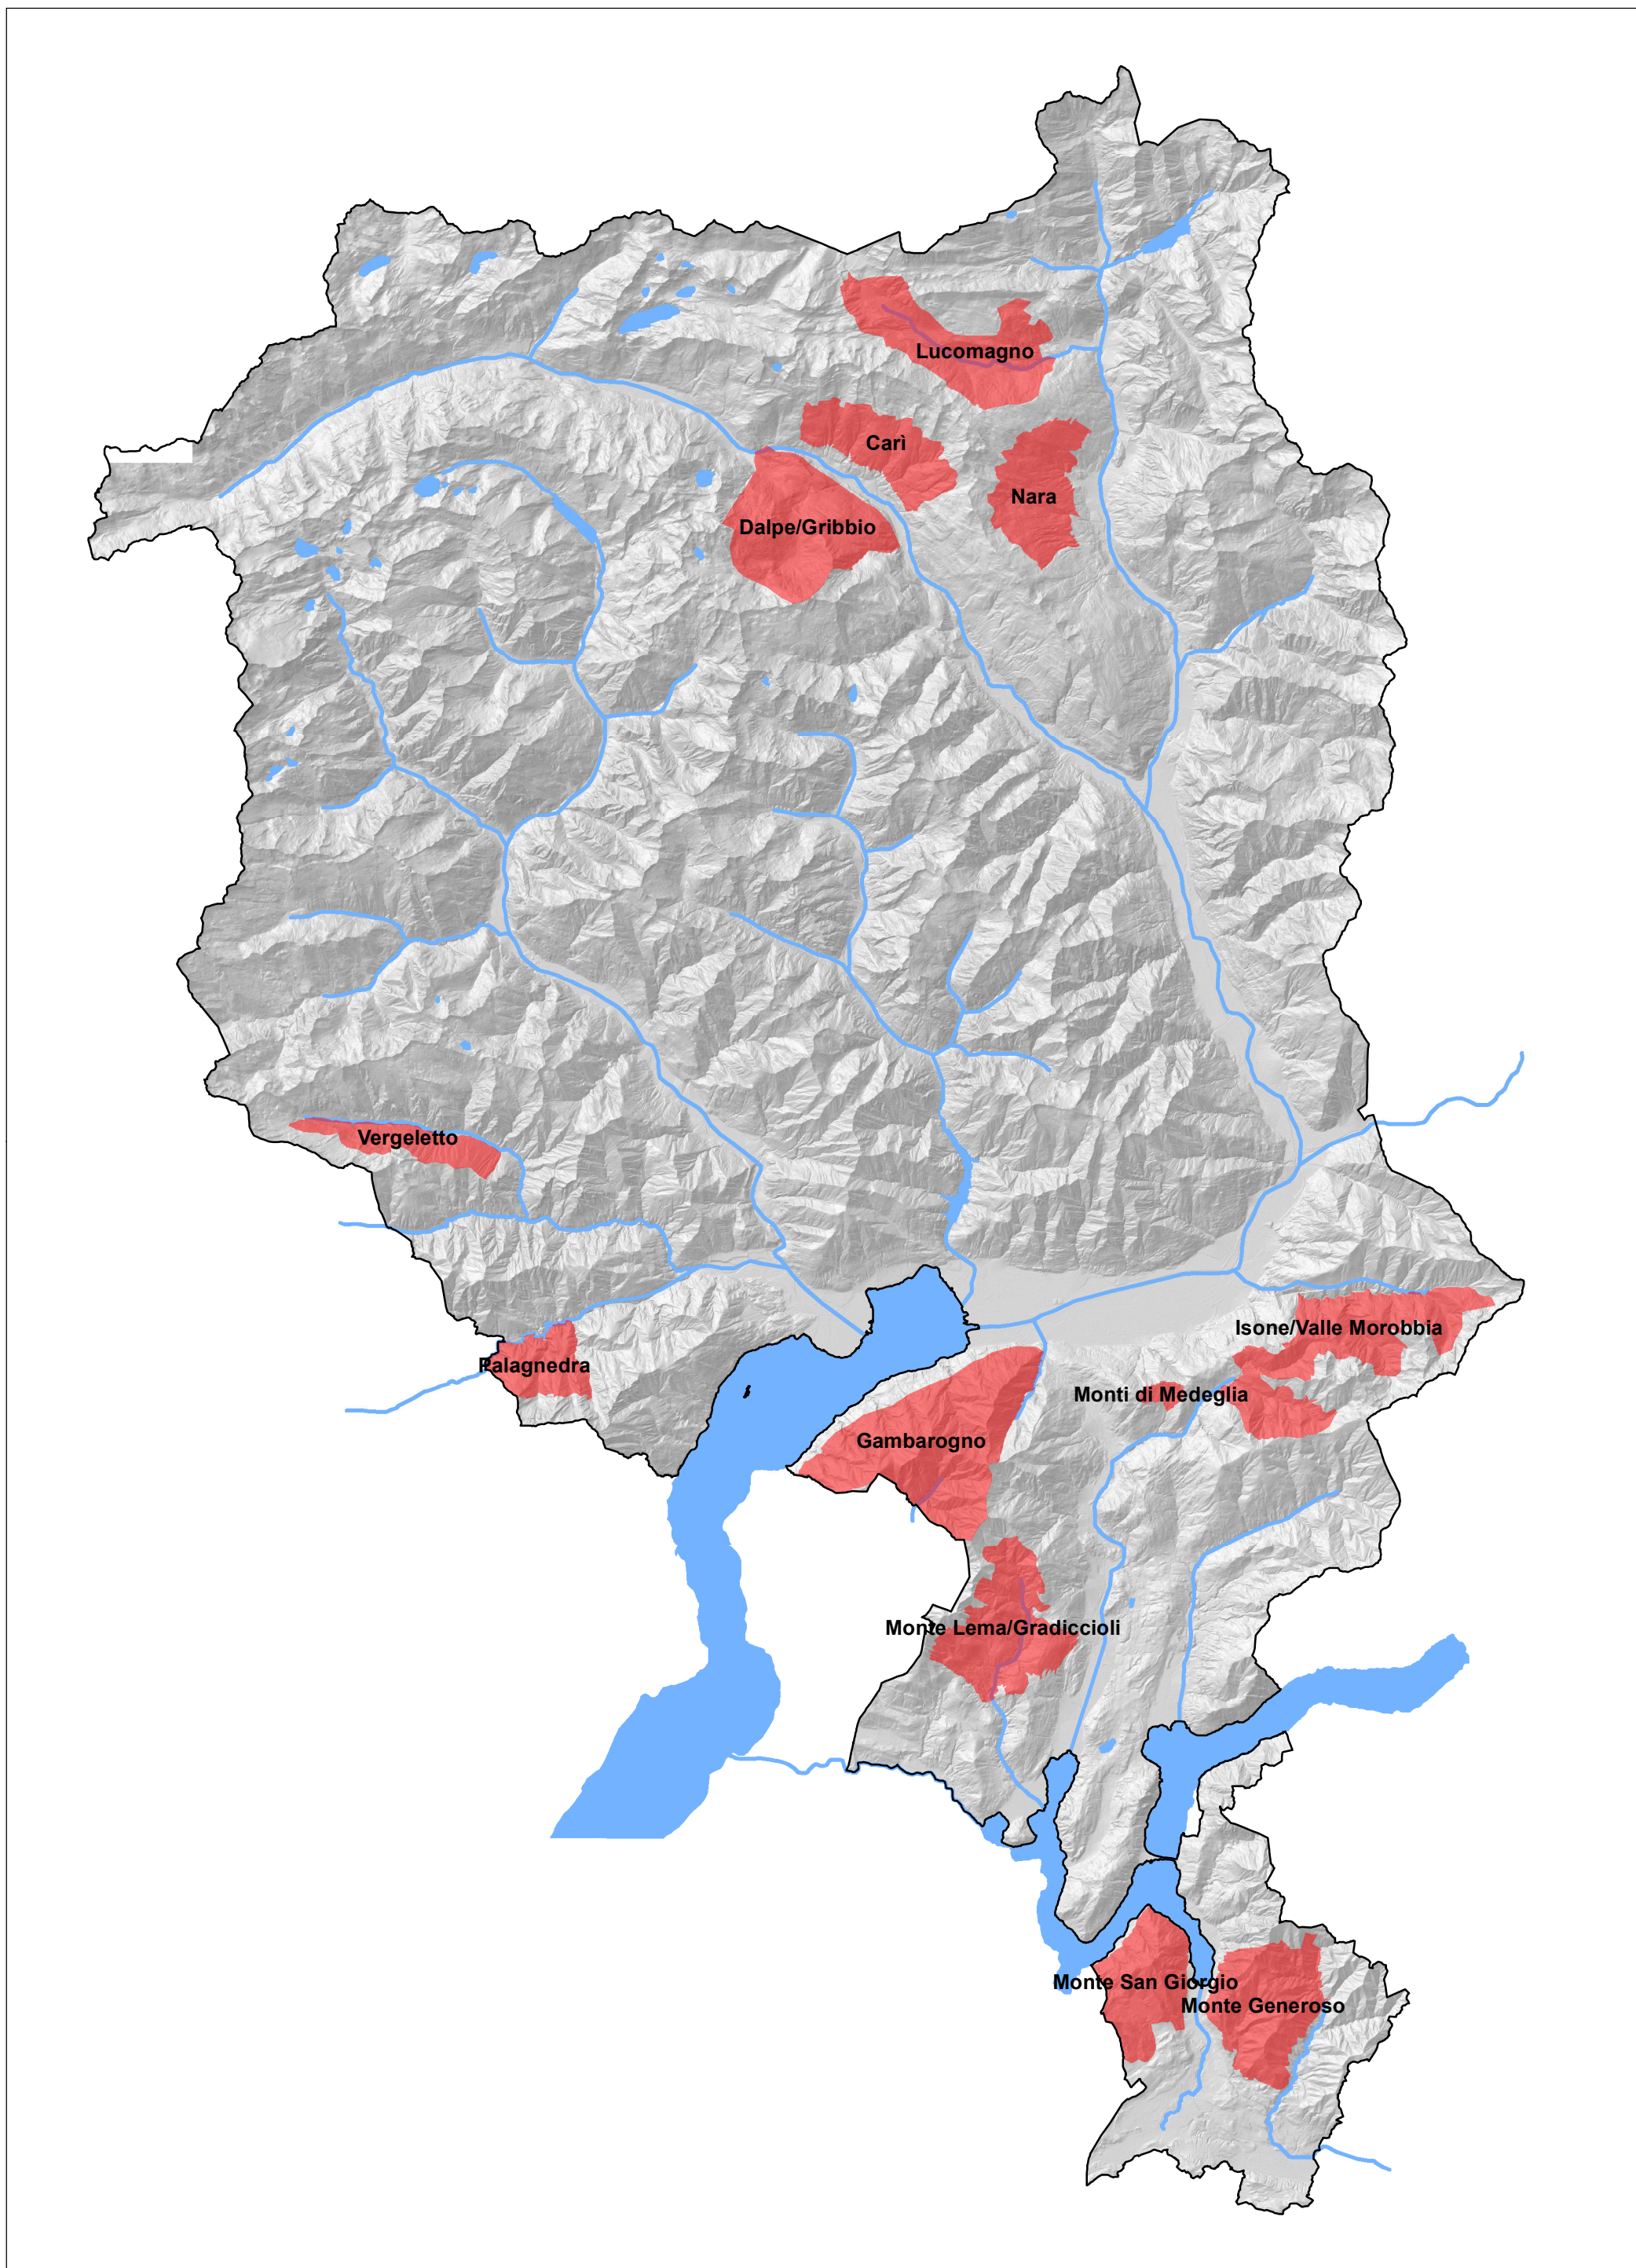 Lucomagno
Carì
Nara
Dalpe/Gribbio
Vergeletto
Isone/Valle Morobbia
Palagnedra
Monti di Medeglia
Gambarogno
Monte Lema/Gradiccioli
Monte San Giorgio
Monte Generoso